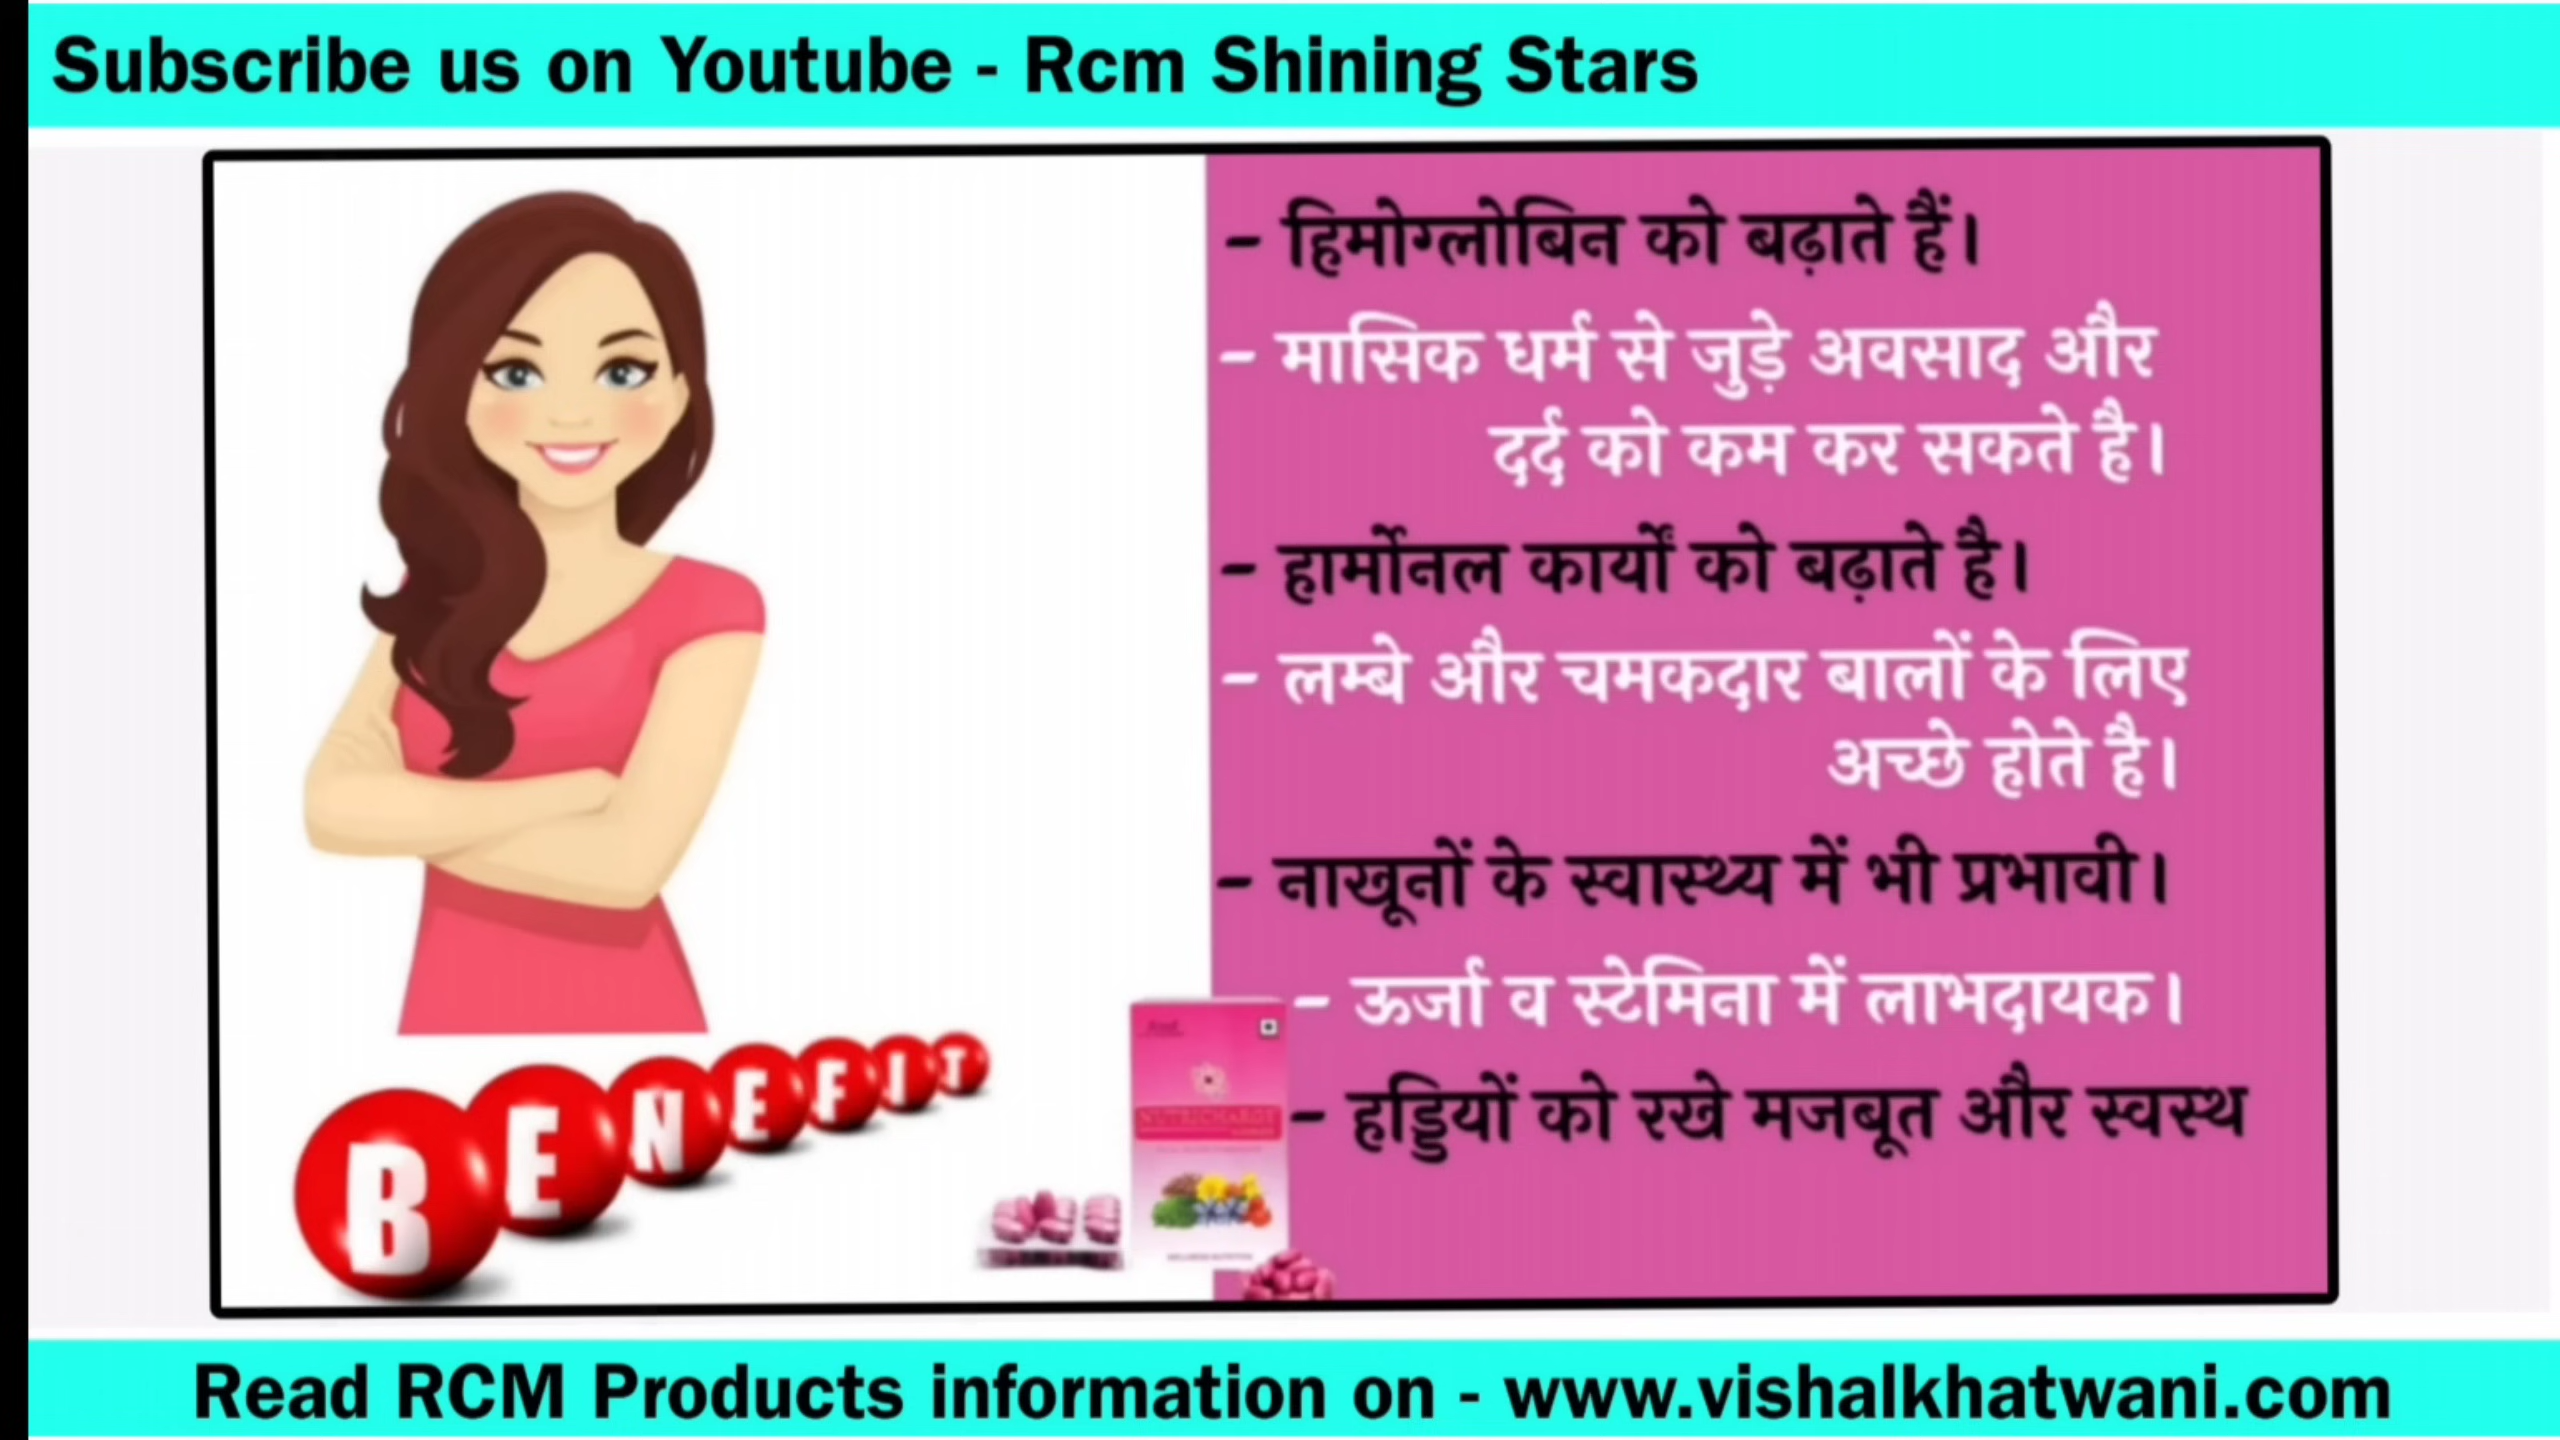 Subscribe us on Youtube - Rcm Shining Stars
- हिमोग्लोबिन को बढ़ाते हैं।
- मासिक धर्म से जुड़े अवसाद और
दर्द को कम कर सकते है।
- हार्मोनल कार्यों को बढ़ाते है।
- लम्बे और चमकदार बालों के लिए
अच्छे होते है।
- नाखूनों के स्वास्थ्य में भी प्रभावी।
- ऊर्जा व स्टेमिना में लाभदायक।
- हड्डियों को रखे मजबूत और स्वस्थ
BENEFIT
NUTRICHARGE
Read RCM Products information on - www.vishalkhatwani.com